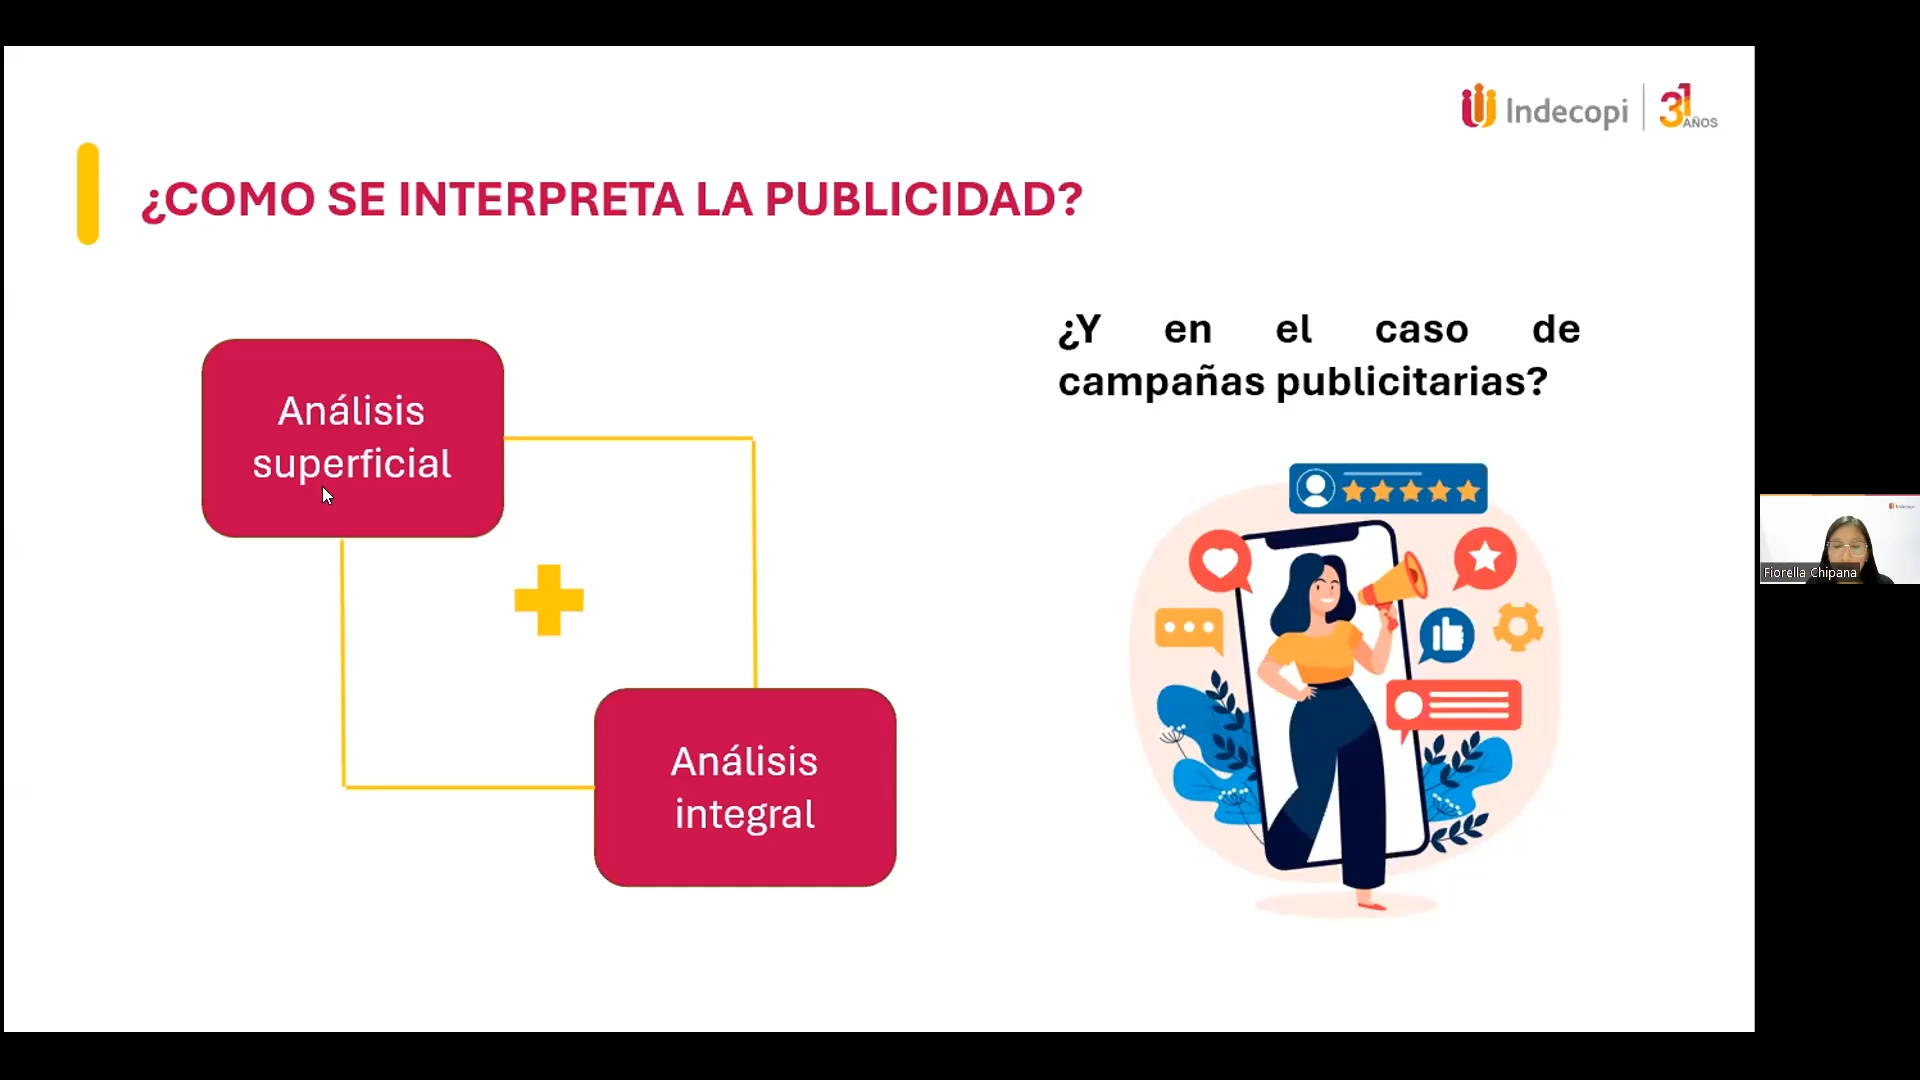 Indecopi
31 AÑOS
¿COMO SE INTERPRETA LA PUBLICIDAD?
Análisis
superficial
Análisis
integral
¿Y en el caso de
campañas publicitarias?
Indecopi
Fiorella Chipana